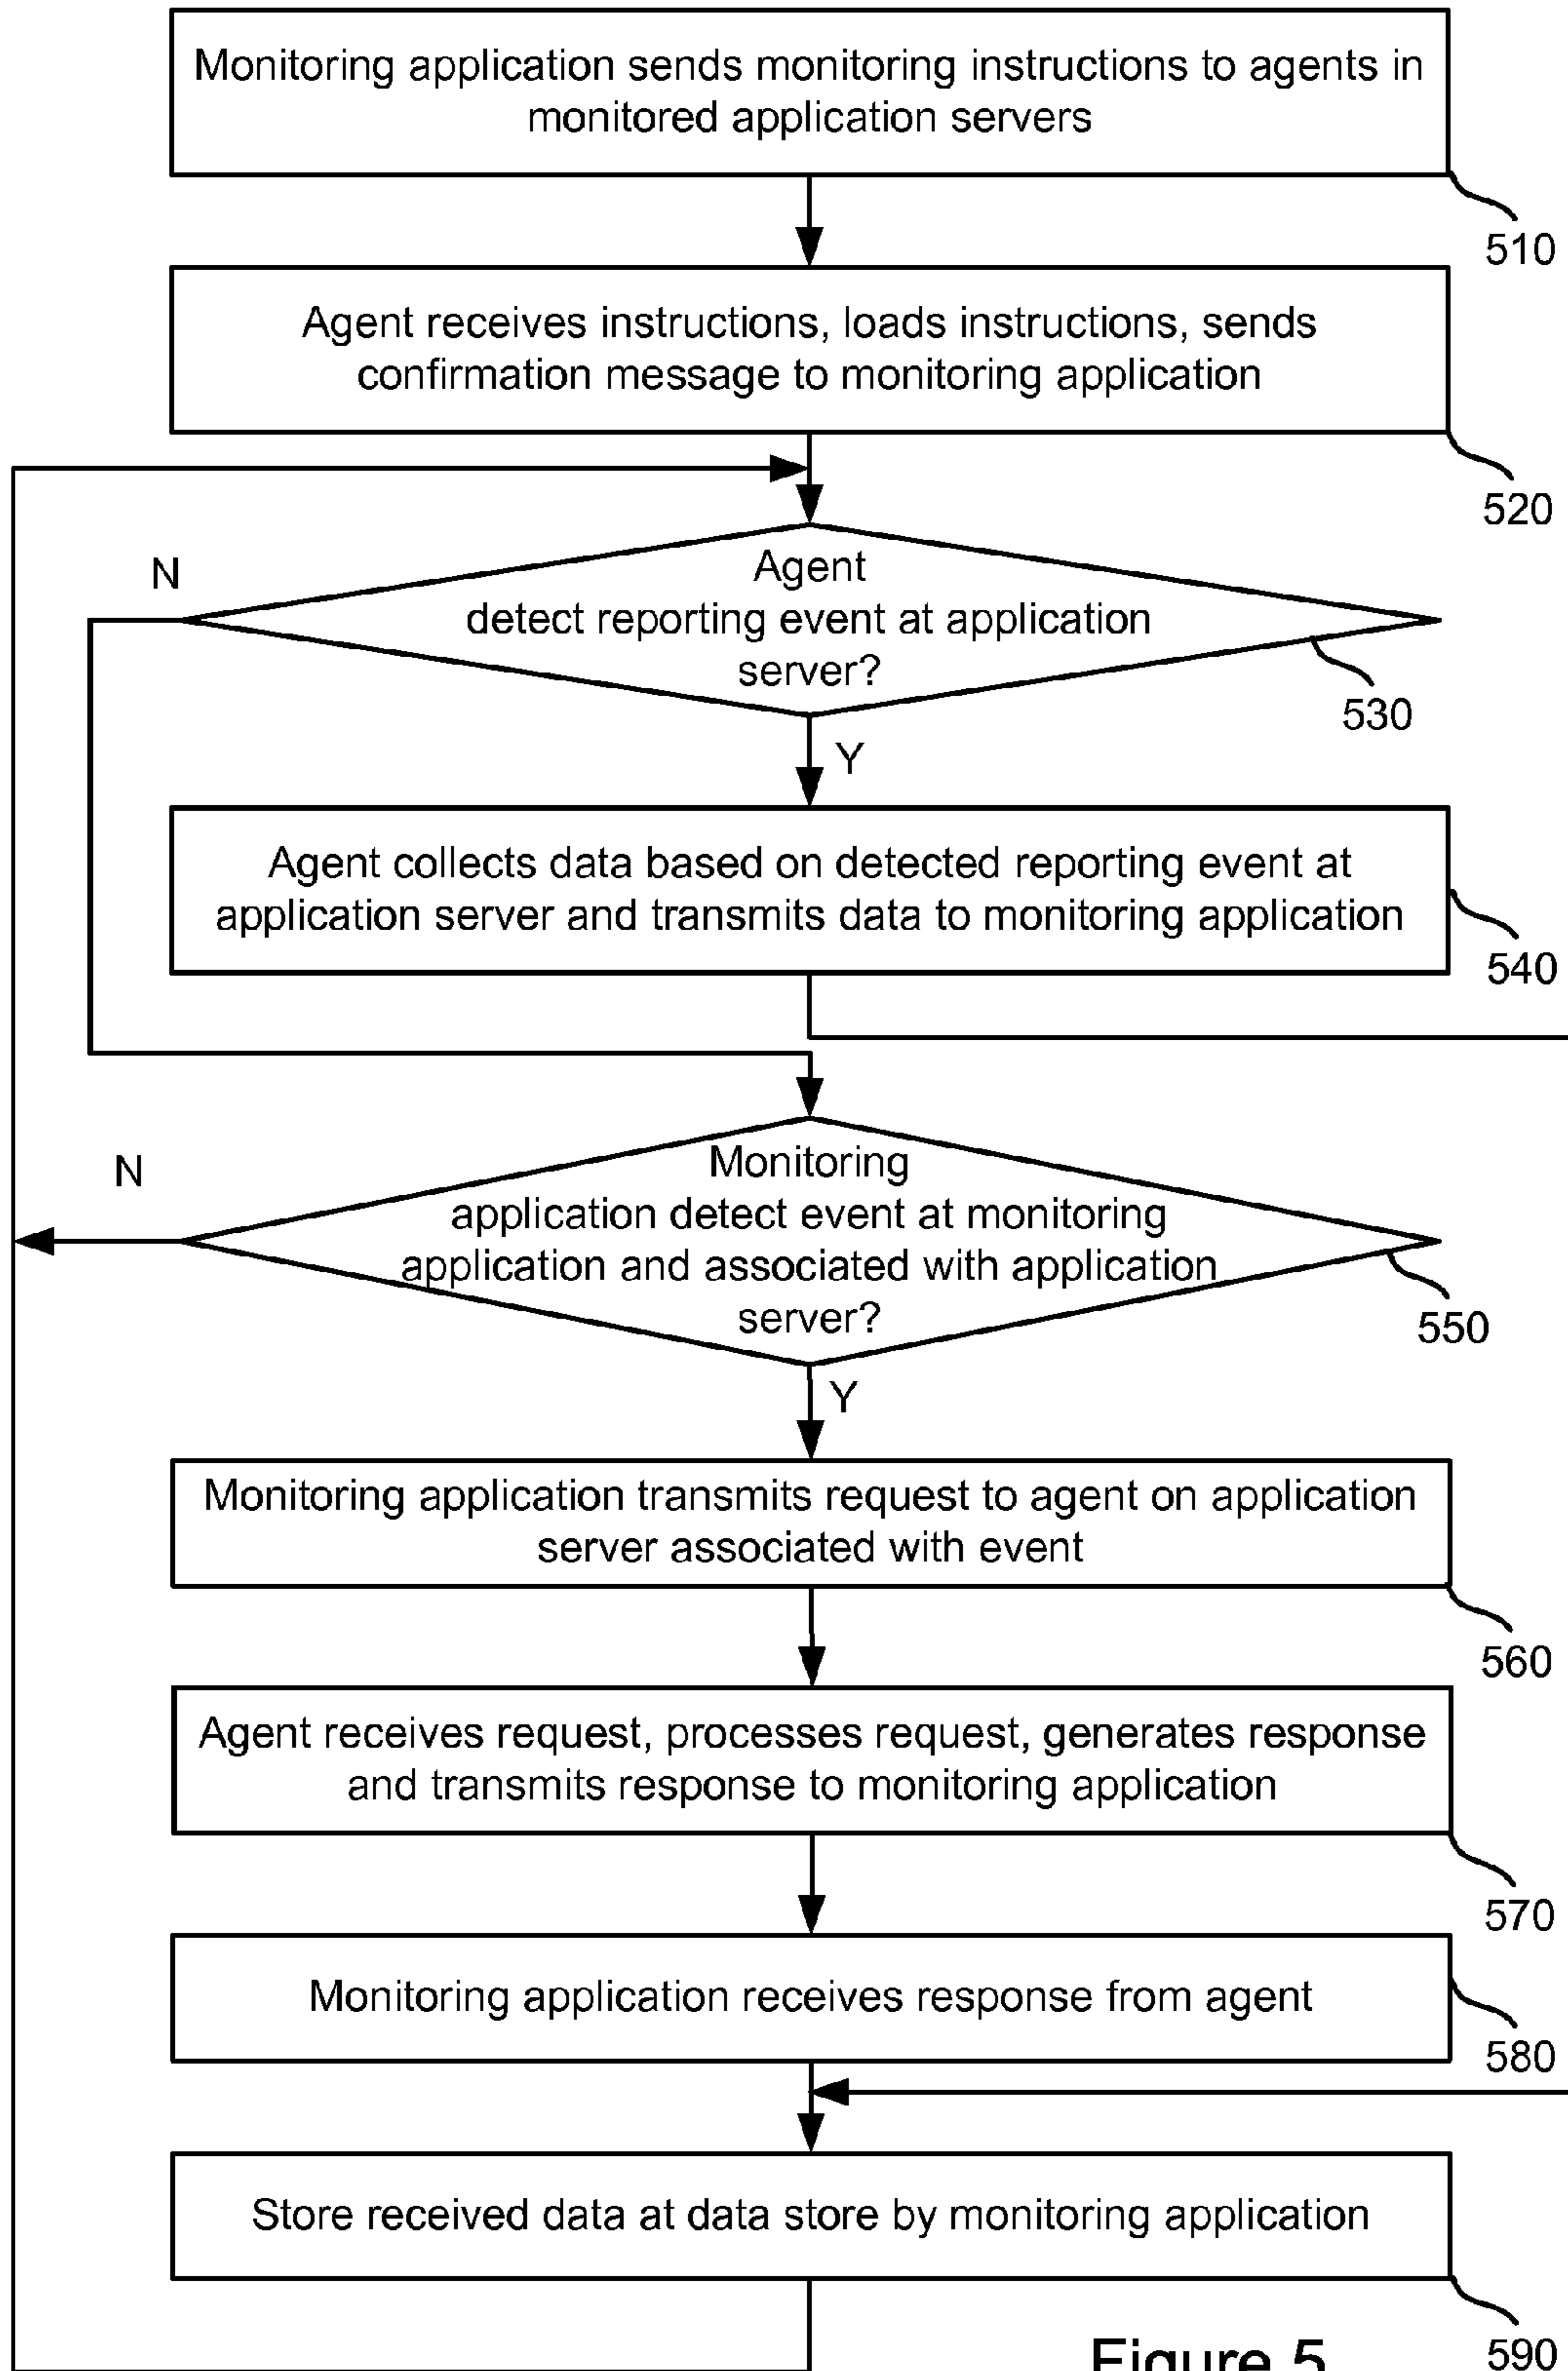 Monitoring application sends monitoring instructions to agents in
monitored application servers
510
Agent receives instructions, loads instructions, sends
confirmation message to monitoring application
520
N
Agent
detect reporting event at application
server?
530
Y
Agent collects data based on detected reporting event at
application server and transmits data to monitoring application
540
N
Monitoring
application detect event at monitoring
application and associated with application
server?
550
Y
Monitoring application transmits request to agent on application
server associated with event
560
Agent receives request, processes request, generates response
and transmits response to monitoring application
570
Monitoring application receives response from agent
580
Store received data at data store by monitoring application
590
Figure 5